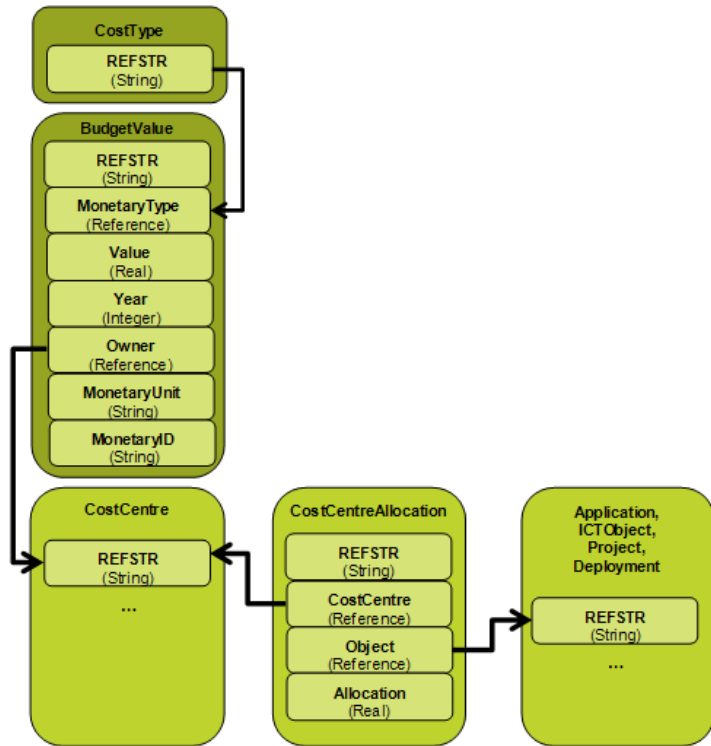 CostType
REFSTR
(String)
BudgetValue
REFSTR
(String)
MonetaryType
(Reference)
Value
(Real)
Year
(Integer)
Owner
(Reference)
MonetaryUnit
(String)
MonetaryID
(String)
CostCentre
REFSTR
(String)
...
CostCentreAllocation
REFSTR
(String)
CostCentre
(Reference)
Object
(Reference)
Allocation
(Real)
Application,
ICTObject,
Project,
Deployment
REFSTR
(String)
...